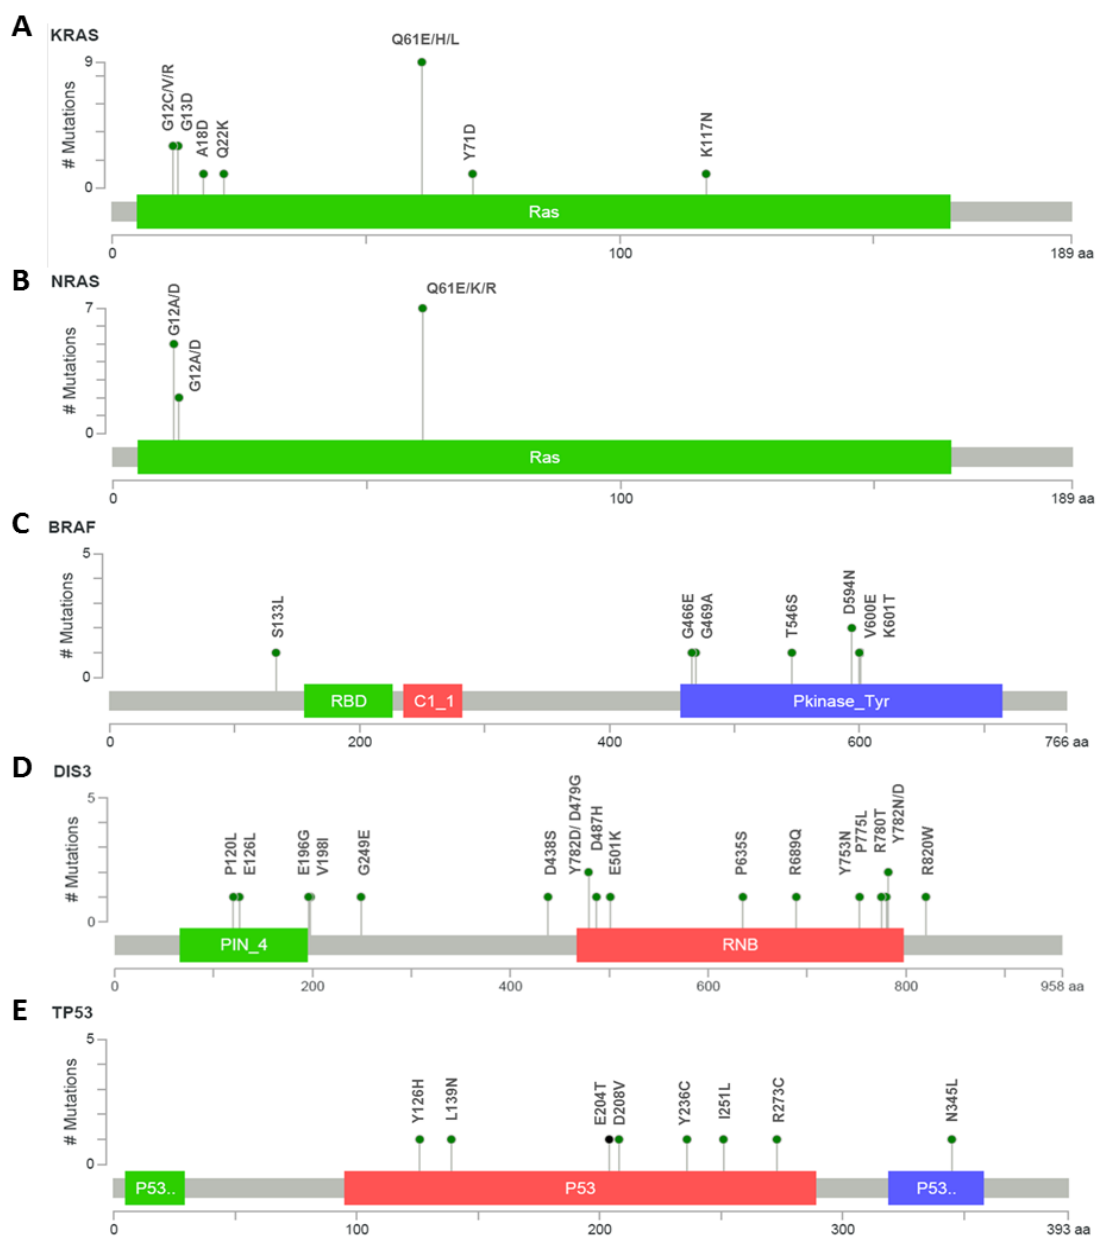 A
KRAS
# Mutations
9
0
G12C/V/R
G13D
A18D
Q22K
Q61E/H/L
Y71D
K117N
Ras
0
100
189 aa
B
NRAS
# Mutations
7
0
G12A/D
G12A/D
Q61E/K/R
Ras
0
100
189 aa
C
BRAF
# Mutations
5
0
S133L
G466E
G469A
T546S
D594N
V600E
K601T
RBD
C1_1
Pkinase_Tyr
0
200
400
600
766 aa
D
DIS3
# Mutations
5
0
P120L
E126L
E196G
V198I
G249E
D438S
Y782D/ D479G
D487H
E501K
P635S
R689Q
Y753N
P775L
R780T
Y782N/D
R820W
PIN_4
RNB
0
200
400
600
800
958 aa
E
TP53
# Mutations
5
0
Y126H
L139N
E204T
D208V
Y236C
I251L
R273C
N345L
P53..
P53
P53..
0
100
200
300
393 aa